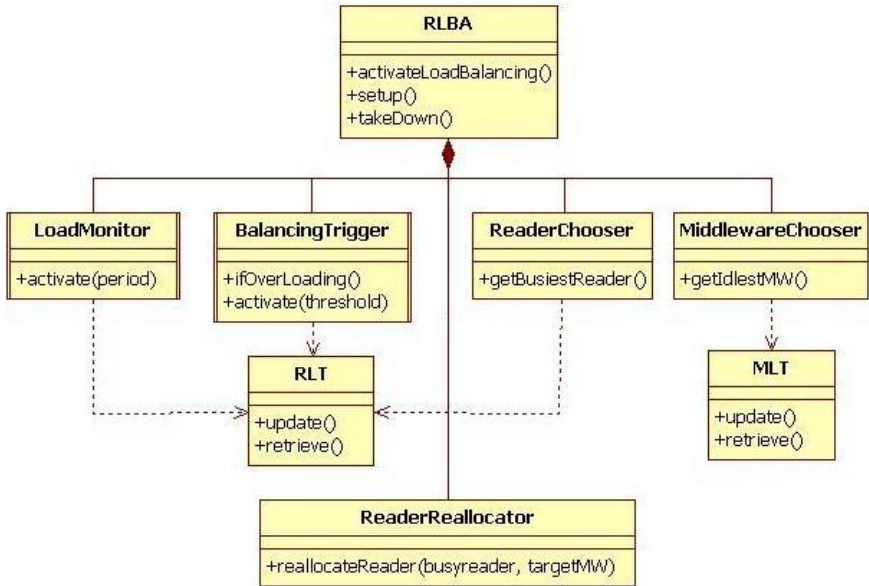 RLBA
+activateLoadBalancing()
+setup()
+takeDown()
LoadMonitor
+activate(period)
BalancingTrigger
+ifOverLoading()
+activate(threshold)
ReaderChooser
+getBusiestReader()
MiddlewareChooser
+getIdlestMW()
RLT
+update()
+retrieve()
MLT
+update()
+retrieve()
ReaderReallocator
+reallocateReader(busyreader, targetMW)